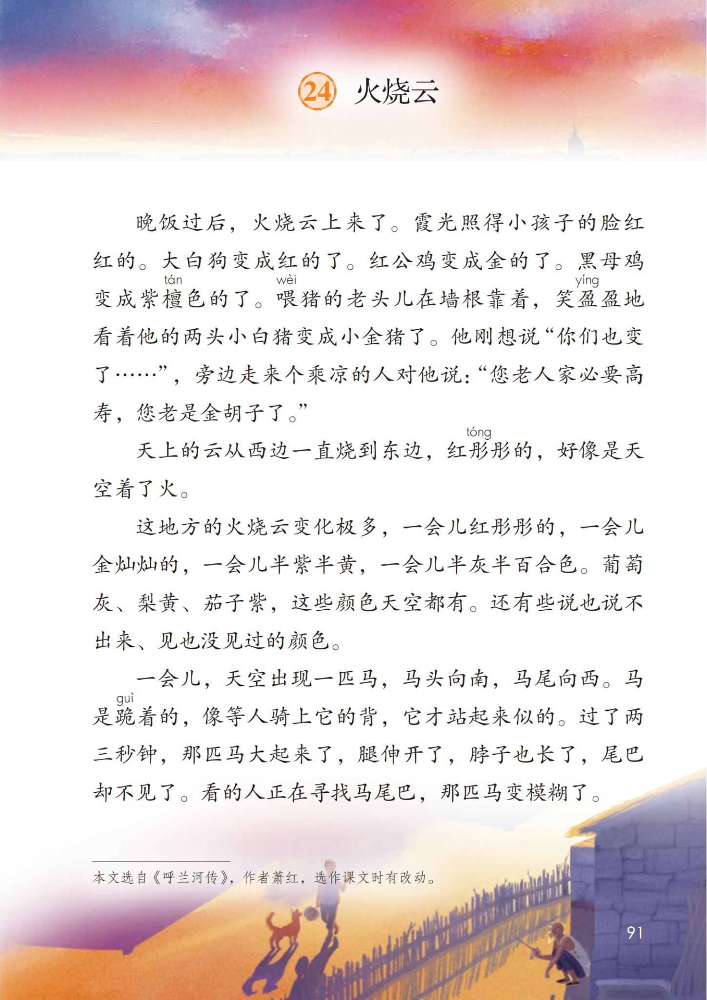 24 火烧云
晚饭过后，火烧云上来了。霞光照得小孩子的脸红
红的。大白狗变成红的了。红公鸡变成金的了。黑母鸡
tán wèi yíng
变成紫檀色的了。喂猪的老头儿在墙根靠着，笑盈盈地
看着他的两头小白猪变成小金猪了。他刚想说“你们也变
了……”，旁边走来个乘凉的人对他说：“您老人家必要高
寿，您老是金胡子了。”
tóng
天上的云从西边一直烧到东边，红彤彤的，好像是天
空着了火。
这地方的火烧云变化极多，一会儿红彤彤的，一会儿
金灿灿的，一会儿半紫半黄，一会儿半灰半百合色。葡萄
灰、梨黄、茄子紫，这些颜色天空都有。还有些说也说不
出来、见也没见过的颜色。
一会儿，天空出现一匹马，马头向南，马尾向西。马
guì
是跪着的，像等人骑上它的背，它才站起来似的。过了两
三秒钟，那匹马大起来了，腿伸开了，脖子也长了，尾巴
却不见了。看的人正在寻找马尾巴，那匹马变模糊了。
本文选自《呼兰河传》，作者萧红，选作课文时有改动。
91